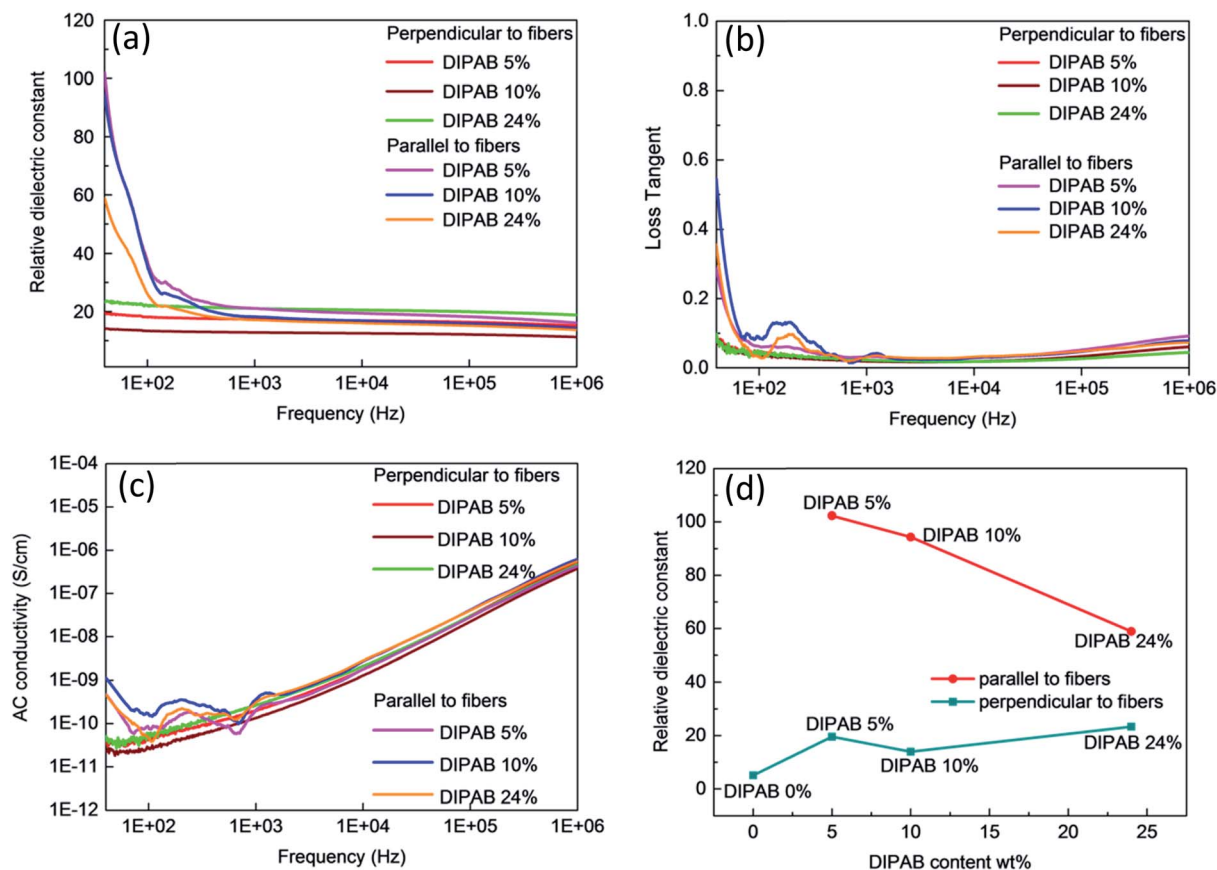 (a)
Relative dielectric constant
120
100
80
60
40
20
1E+02 1E+03 1E+04 1E+05 1E+06
Frequency (Hz)
Perpendicular to fibers
DIPAB 5%
DIPAB 10%
DIPAB 24%
Parallel to fibers
DIPAB 5%
DIPAB 10%
DIPAB 24%
(b)
Loss Tangent
1.0
0.8
0.6
0.4
0.2
0.0
1E+02 1E+03 1E+04 1E+05 1E+06
Frequency (Hz)
Perpendicular to fibers
DIPAB 5%
DIPAB 10%
DIPAB 24%
Parallel to fibers
DIPAB 5%
DIPAB 10%
DIPAB 24%
(c)
AC conductivity (S/cm)
1E-04
1E-05
1E-06
1E-07
1E-08
1E-09
1E-10
1E-11
1E-12
1E+02 1E+03 1E+04 1E+05 1E+06
Frequency (Hz)
Perpendicular to fibers
DIPAB 5%
DIPAB 10%
DIPAB 24%
Parallel to fibers
DIPAB 5%
DIPAB 10%
DIPAB 24%
(d)
Relative dielectric constant
120
100
80
60
40
20
0
0 5 10 15 20 25
DIPAB content wt%
DIPAB 5%
DIPAB 10%
DIPAB 24%
parallel to fibers
perpendicular to fibers
DIPAB 5%
DIPAB 24%
DIPAB 10%
DIPAB 0%